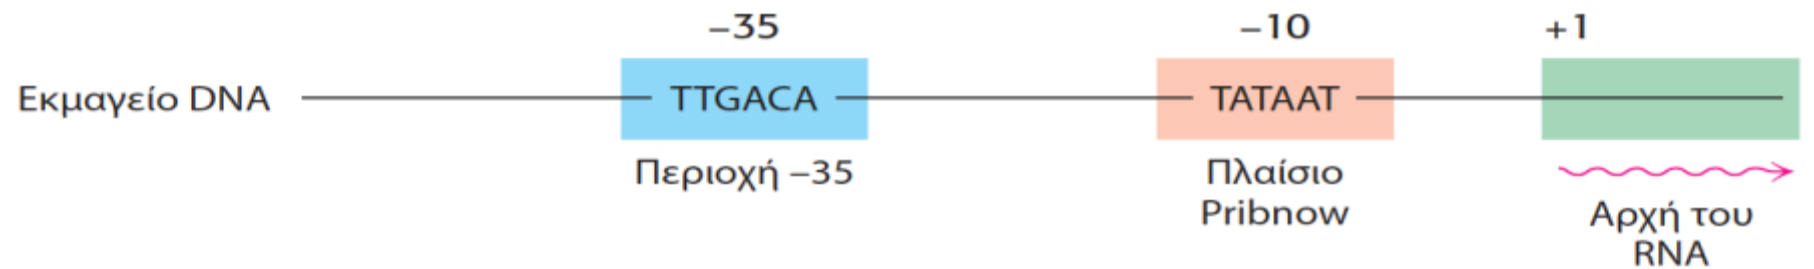 –35 –10 +1
Εκμαγείο DNA TTGACA TATAAT
Περιοχή –35 Πλαίσιο
Pribnow Αρχή του
RNA